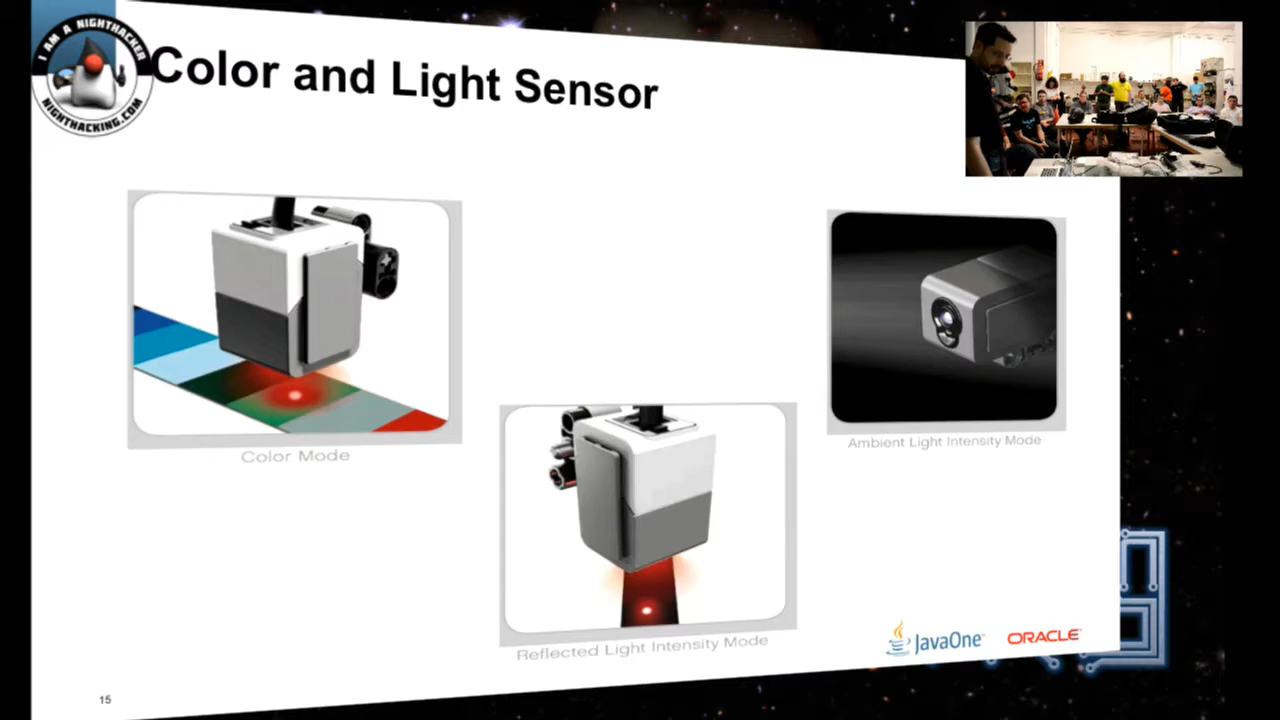 I AM A NIGHTHACKER
NIGHTHACKING.COM
Color and Light Sensor
Color Mode
Ambient Light Intensity Mode
Reflected Light Intensity Mode
JavaOne™
ORACLE
15